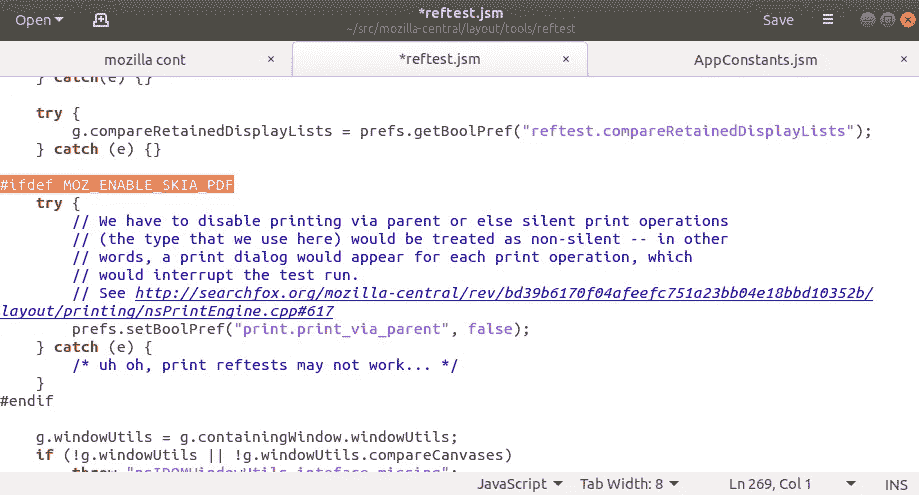 Open
*reftest.jsm
~/src/mozilla-central/layout/tools/reftest
Save
mozilla cont ×
*reftest.jsm ×
AppConstants.jsm ×
} catch(e) {}
try {
g.compareRetainedDisplayLists = prefs.getBoolPref("reftest.compareRetainedDisplayLists");
} catch (e) {}
#ifdef MOZ_ENABLE_SKIA_PDF
try {
// We have to disable printing via parent or else silent print operations
// (the type that we use here) would be treated as non-silent -- in other
// words, a print dialog would appear for each print operation, which
// would interrupt the test run.
// See http://searchfox.org/mozilla-central/rev/bd39b6170f04afeefc751a23bb04e18bbd10352b/
layout/printing/nsPrintEngine.cpp#617
prefs.setBoolPref("print.print_via_parent", false);
} catch (e) {
/* uh oh, print reftests may not work... */
}
#endif
g.windowUtils = g.containingWindow.windowUtils;
if (!g.windowUtils || !g.windowUtils.compareCanvases)
throw "nsIDOMWindowUtils inteface missing";
JavaScript
Tab Width: 8
Ln 269, Col 1
INS